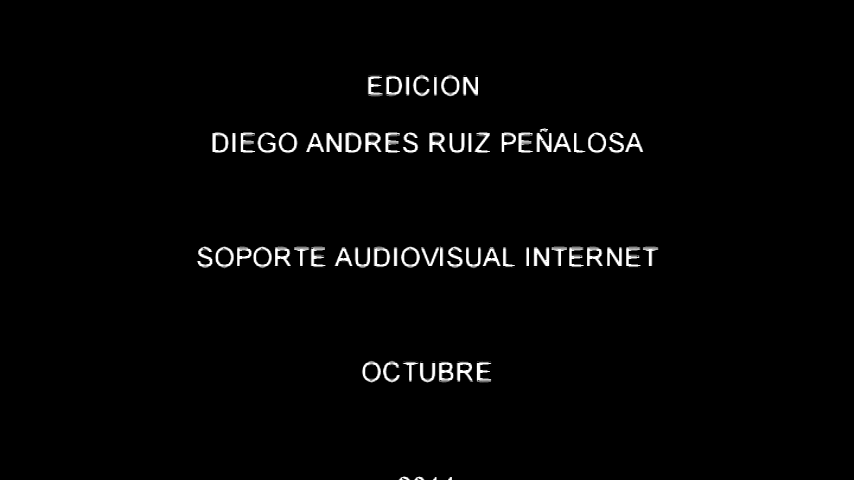 EDICION
DIEGO ANDRES RUIZ PEÑALOSA
SOPORTE AUDIOVISUAL INTERNET
OCTUBRE